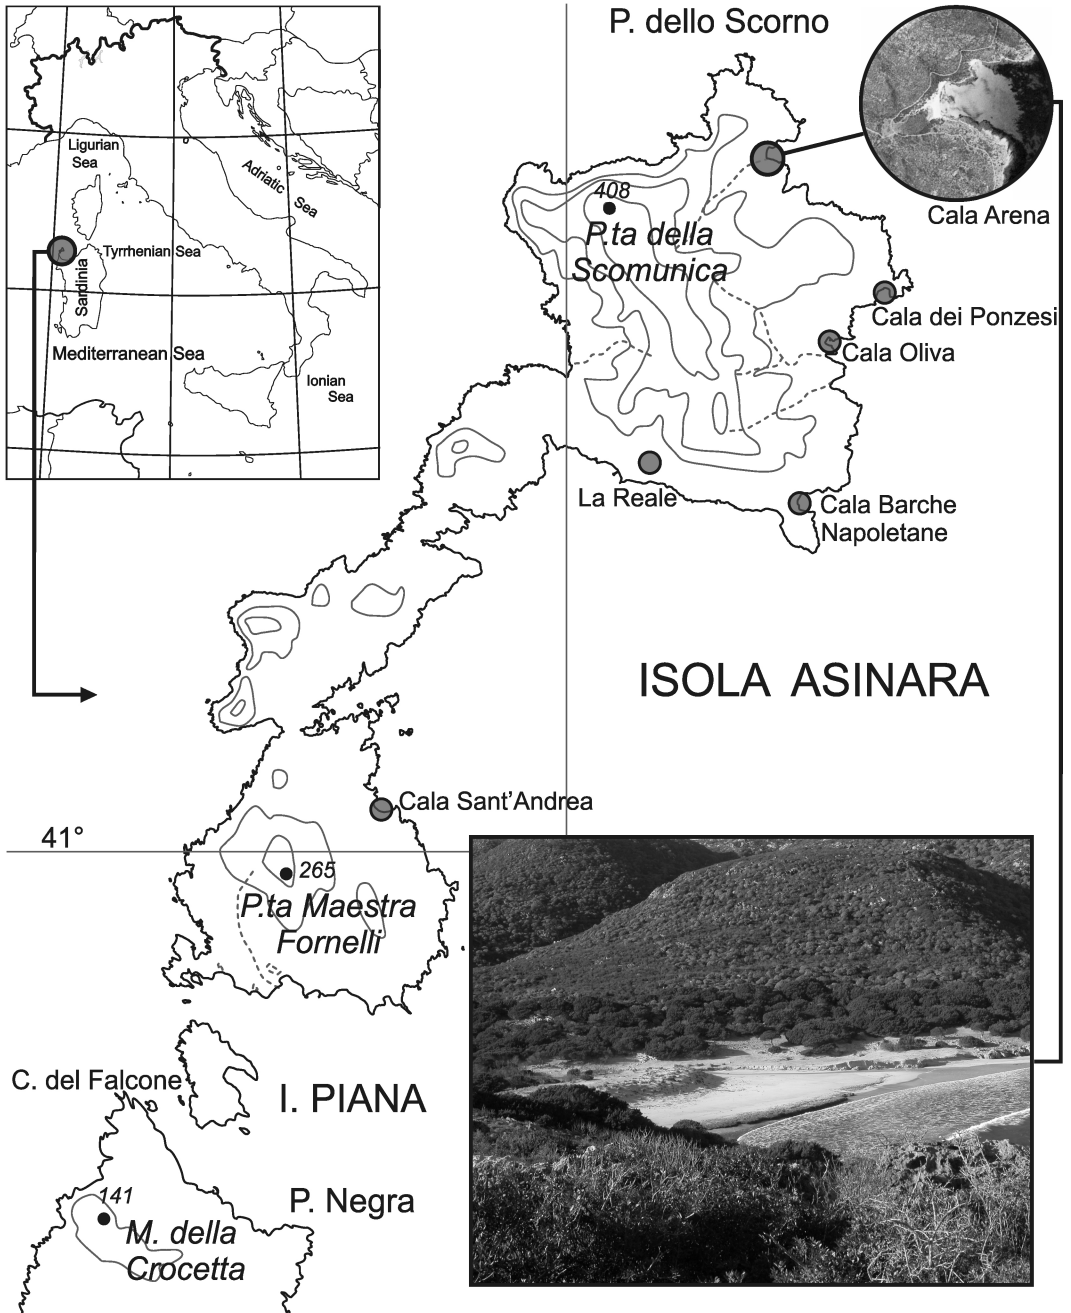 P. dello Scorno
Ligurian
Sea
Adriatic
Sea
Tyrrhenian Sea
Sardinia
Mediterranean Sea
Ionian
Sea
Cala Arena
408
P.ta della
Scomunica
Cala dei Ponzesi
Cala Oliva
La Reale
Cala Barche
Napoletane
ISOLA ASINARA
Cala Sant'Andrea
41°
265
P.ta Maestra
Fornelli
C. del Falcone
I. PIANA
P. Negra
141
M. della
Crocetta